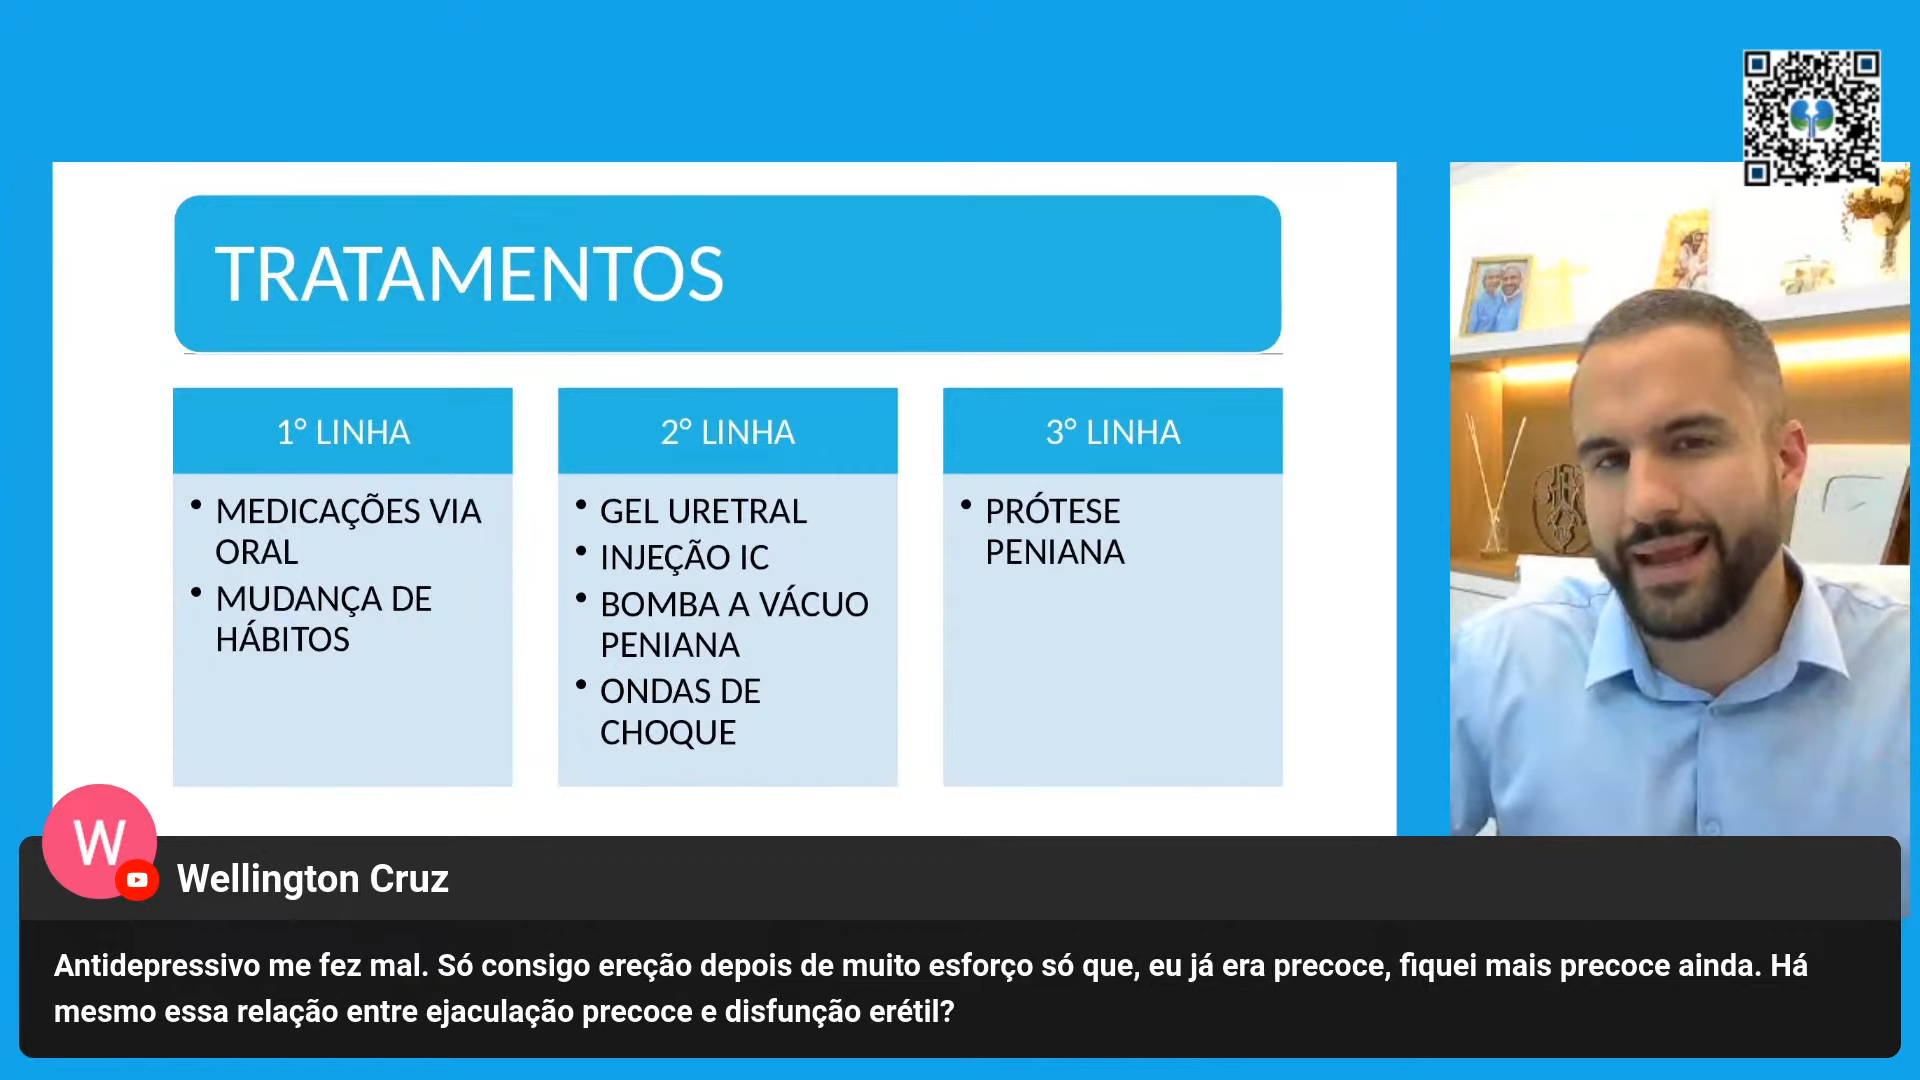 TRATAMENTOS
1° LINHA
• MEDICAÇÕES VIA
ORAL
• MUDANÇA DE
HÁBITOS
2° LINHA
• GEL URETRAL
• INJEÇÃO IC
• BOMBA A VÁCUO
PENIANA
• ONDAS DE
CHOQUE
3° LINHA
• PRÓTESE
PENIANA
W
Wellington Cruz
Antidepressivo me fez mal. Só consigo ereção depois de muito esforço só que, eu já era precoce, fiquei mais precoce ainda. Há
mesmo essa relação entre ejaculação precoce e disfunção erétil?